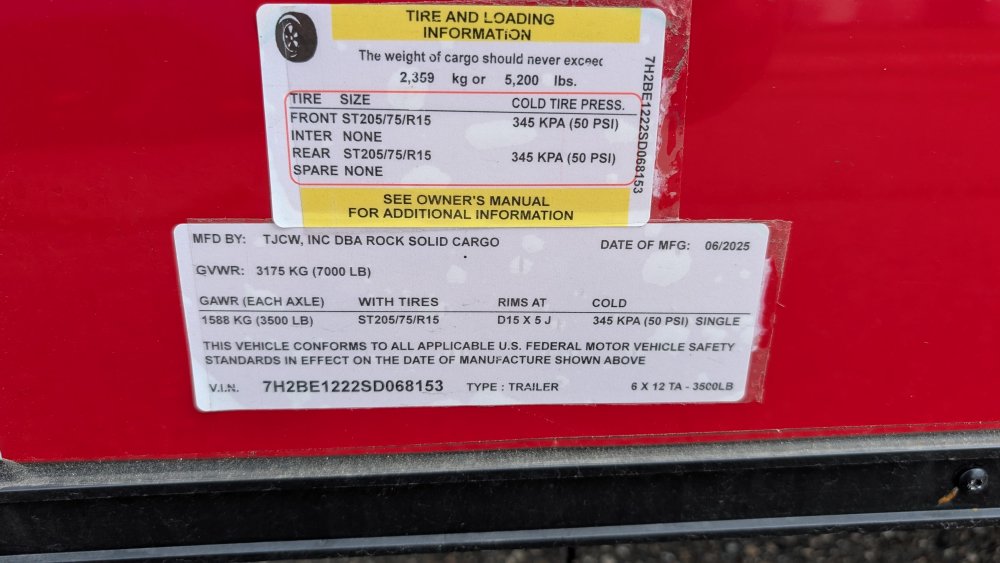 TIRE AND LOADING
INFORMATION
The weight of cargo should never exceed
2,359 kg or 5,200 lbs.
TIRE SIZE COLD TIRE PRESS.
FRONT ST205/75/R15 345 KPA (50 PSI)
INTER NONE
REAR ST205/75/R15 345 KPA (50 PSI)
SPARE NONE
SEE OWNER'S MANUAL
FOR ADDITIONAL INFORMATION
7H2BE1222SD068153
MFD BY: TJCW, INC DBA ROCK SOLID CARGO DATE OF MFG: 06/2025
GVWR: 3175 KG (7000 LB)
GAWR (EACH AXLE) WITH TIRES RIMS AT COLD
1588 KG (3500 LB) ST205/75/R15 D15 X 5 J 345 KPA (50 PSI) SINGLE
THIS VEHICLE CONFORMS TO ALL APPLICABLE U.S. FEDERAL MOTOR VEHICLE SAFETY
STANDARDS IN EFFECT ON THE DATE OF MANUFACTURE SHOWN ABOVE
V.I.N. 7H2BE1222SD068153 TYPE : TRAILER 6 X 12 TA - 3500LB